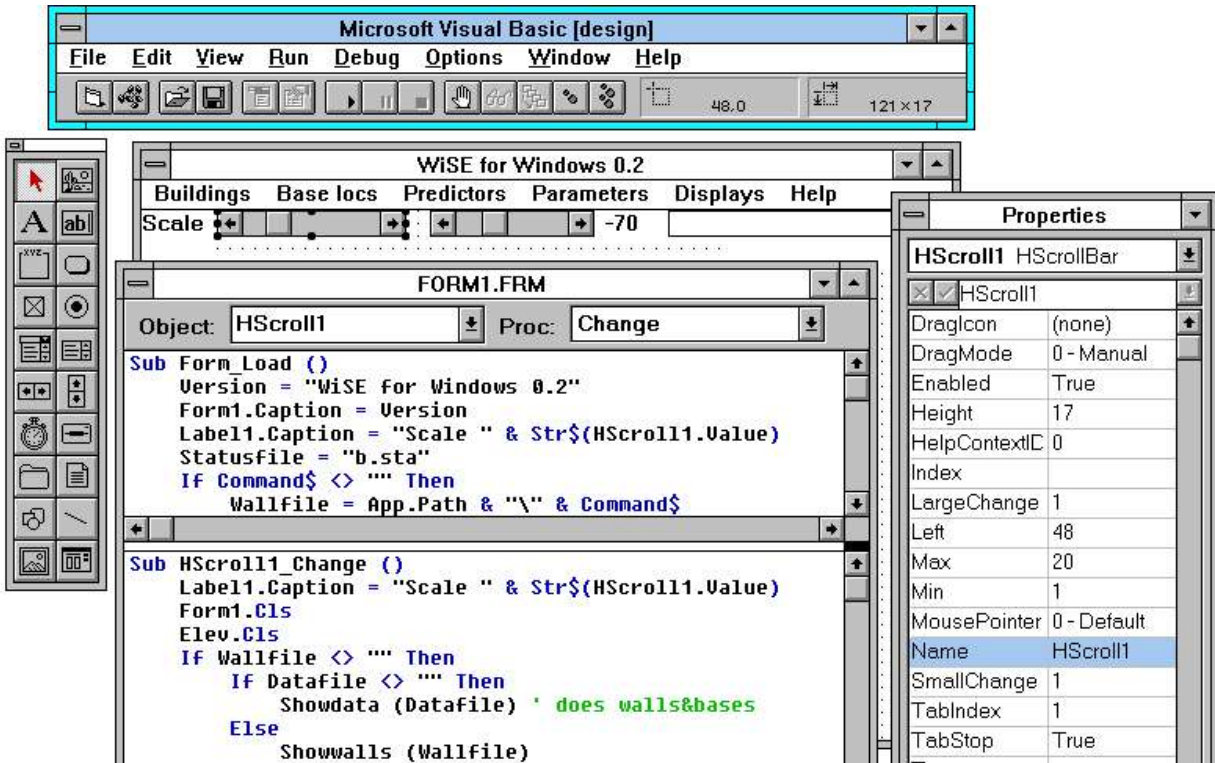 Microsoft Visual Basic [design]
File Edit View Run Debug Options Window Help
48,0 121×17
WiSE for Windows 0.2
Buildings Base locs Predictors Parameters Displays Help
Scale -70
A ab
XYZ
FORM1.FRM
Object: HScroll1 Proc: Change
Sub Form_Load ()
Version = "WiSE for Windows 0.2"
Form1.Caption = Version
Label1.Caption = "Scale " & Str$(HScroll1.Value)
Statusfile = "b.sta"
If Command$ <> "" Then
Wallfile = App.Path & "\" & Command$
Sub HScroll1_Change ()
Label1.Caption = "Scale " & Str$(HScroll1.Value)
Form1.Cls
Elev.Cls
If Wallfile <> "" Then
If Datafile <> "" Then
Showdata (Datafile) ' does walls&bases
Else
Showwalls (Wallfile)
Properties
HScroll1 HScrollBar
HScroll1
DragIcon (none)
DragMode 0 - Manual
Enabled True
Height 17
HelpContextID 0
Index
LargeChange 1
Left 48
Max 20
Min 1
MousePointer 0 - Default
Name HScroll1
SmallChange 1
TabIndex 1
TabStop True